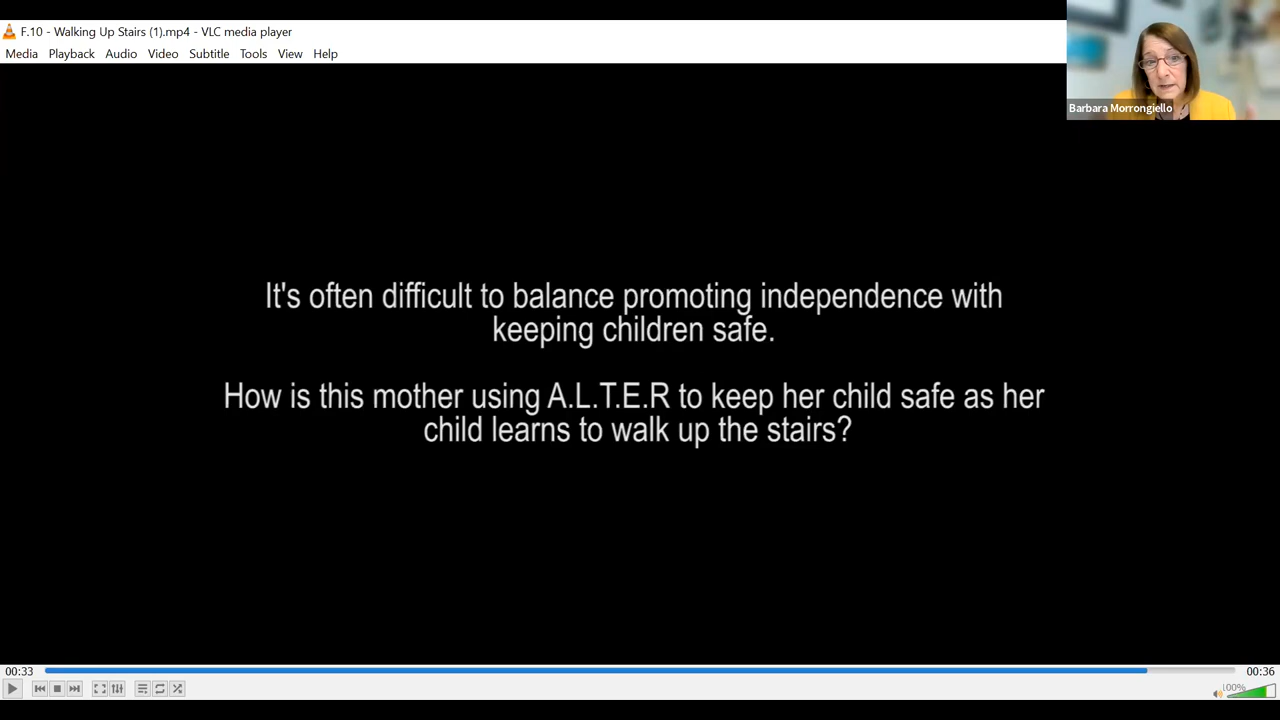 F.10 - Walking Up Stairs (1).mp4 - VLC media player
Media Playback Audio Video Subtitle Tools View Help
Barbara Morrongiello
It's often difficult to balance promoting independence with
keeping children safe.
How is this mother using A.L.T.E.R to keep her child safe as her
child learns to walk up the stairs?
00:33
00:36
100%